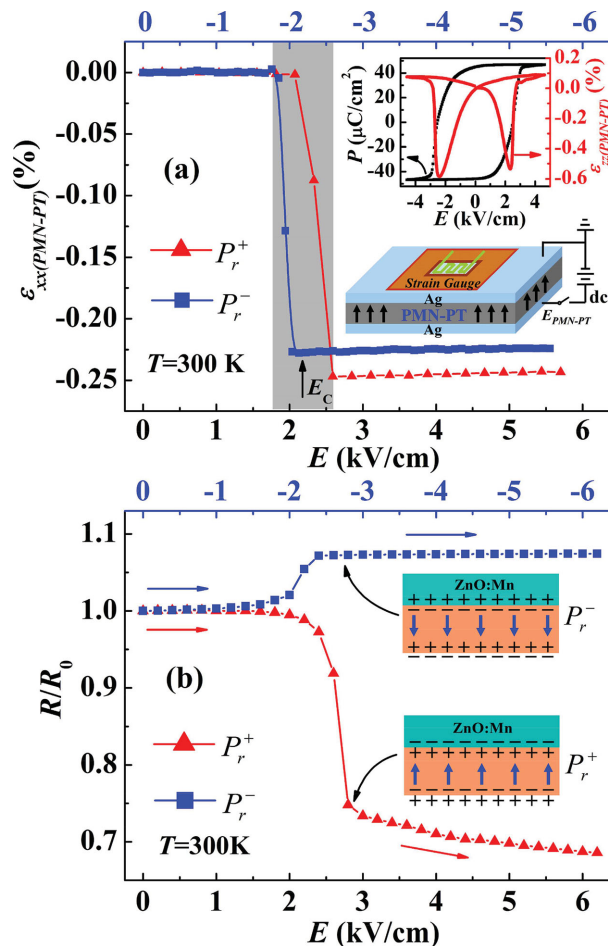 0 -1 -2 -3 -4 -5 -6
0.00
-0.05
-0.10
-0.15
-0.20
-0.25
ε_xx(PMN-PT)(%)
(a)
P_r^+
P_r^-
T=300 K
E_C
40
20
0
-20
-40
P (μC/cm²)
0.2
0.0
-0.2
-0.4
-0.6
ε_zz(PMN-PT) (%)
-4 -2 0 2 4
E (kV/cm)
Strain Gauge
Ag
PMN-PT
Ag
E_PMN-PT
dc
0 1 2 3 4 5 6
E (kV/cm)
0 -1 -2 -3 -4 -5 -6
1.1
1.0
0.9
0.8
0.7
R/R_0
(b)
P_r^+
P_r^-
T=300K
ZnO:Mn
+ + + + + + + +
− − − − − − − −
P_r^-
+ + + + + + + +
− − − − − − − −
ZnO:Mn
− − − − − − − −
+ + + + + + + +
P_r^+
− − − − − − − −
+ + + + + + + +
0 1 2 3 4 5 6
E (kV/cm)